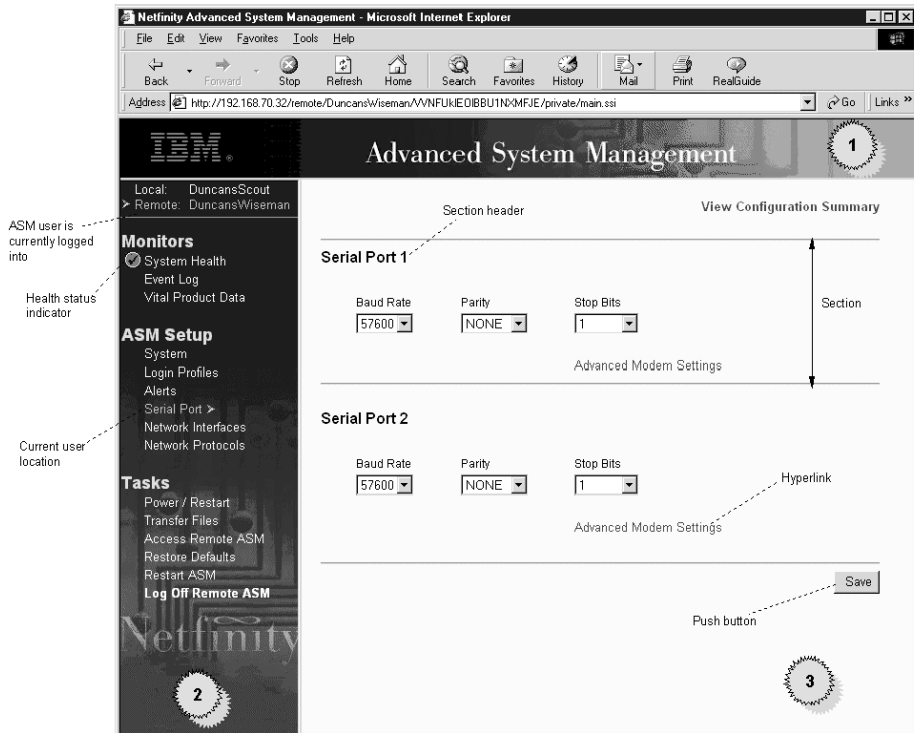 Netfinity Advanced System Management - Microsoft Internet Explorer
File Edit View Favorites Tools Help
Back Forward Stop Refresh Home Search Favorites History Mail Print RealGuide
Address http://192.168.70.32/remote/DuncansWiseman/VVNFUklEOIBBU1NXMFJE/private/main.ssi Go Links »
IBM® Advanced System Management 1
Local: DuncansScout
Remote: DuncansWiseman
ASM user is
currently logged
into
Monitors
System Health
Event Log
Vital Product Data
Health status
indicator
ASM Setup
System
Login Profiles
Alerts
Serial Port
Network Interfaces
Network Protocols
Current user
location
Tasks
Power / Restart
Transfer Files
Access Remote ASM
Restore Defaults
Restart ASM
Log Off Remote ASM
Netfinity
2
Section header
View Configuration Summary
Serial Port 1
Baud Rate Parity Stop Bits
57600 NONE 1
Section
Advanced Modem Settings
Serial Port 2
Baud Rate Parity Stop Bits
57600 NONE 1
Hyperlink
Advanced Modem Settings
Save
Push button
3